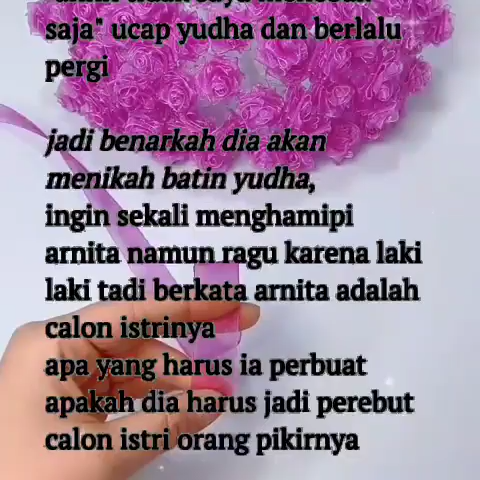 saja" ucap yudha dan berlalu
pergi
jadi benarkah dia akan
menikah batin yudha,
ingin sekali menghamipi
arnita namun ragu karena laki
laki tadi berkata arnita adalah
calon istrinya
apa yang harus ia perbuat
apakah dia harus jadi perebut
calon istri orang pikirnya